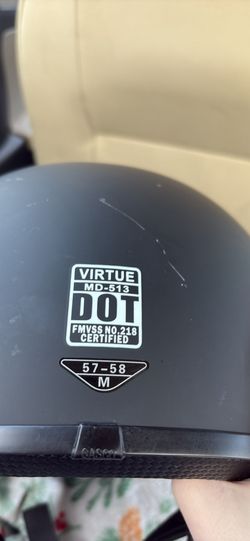 VIRTUE
MD-513
DOT
FMVSS NO.218
CERTIFIED
57-58
M